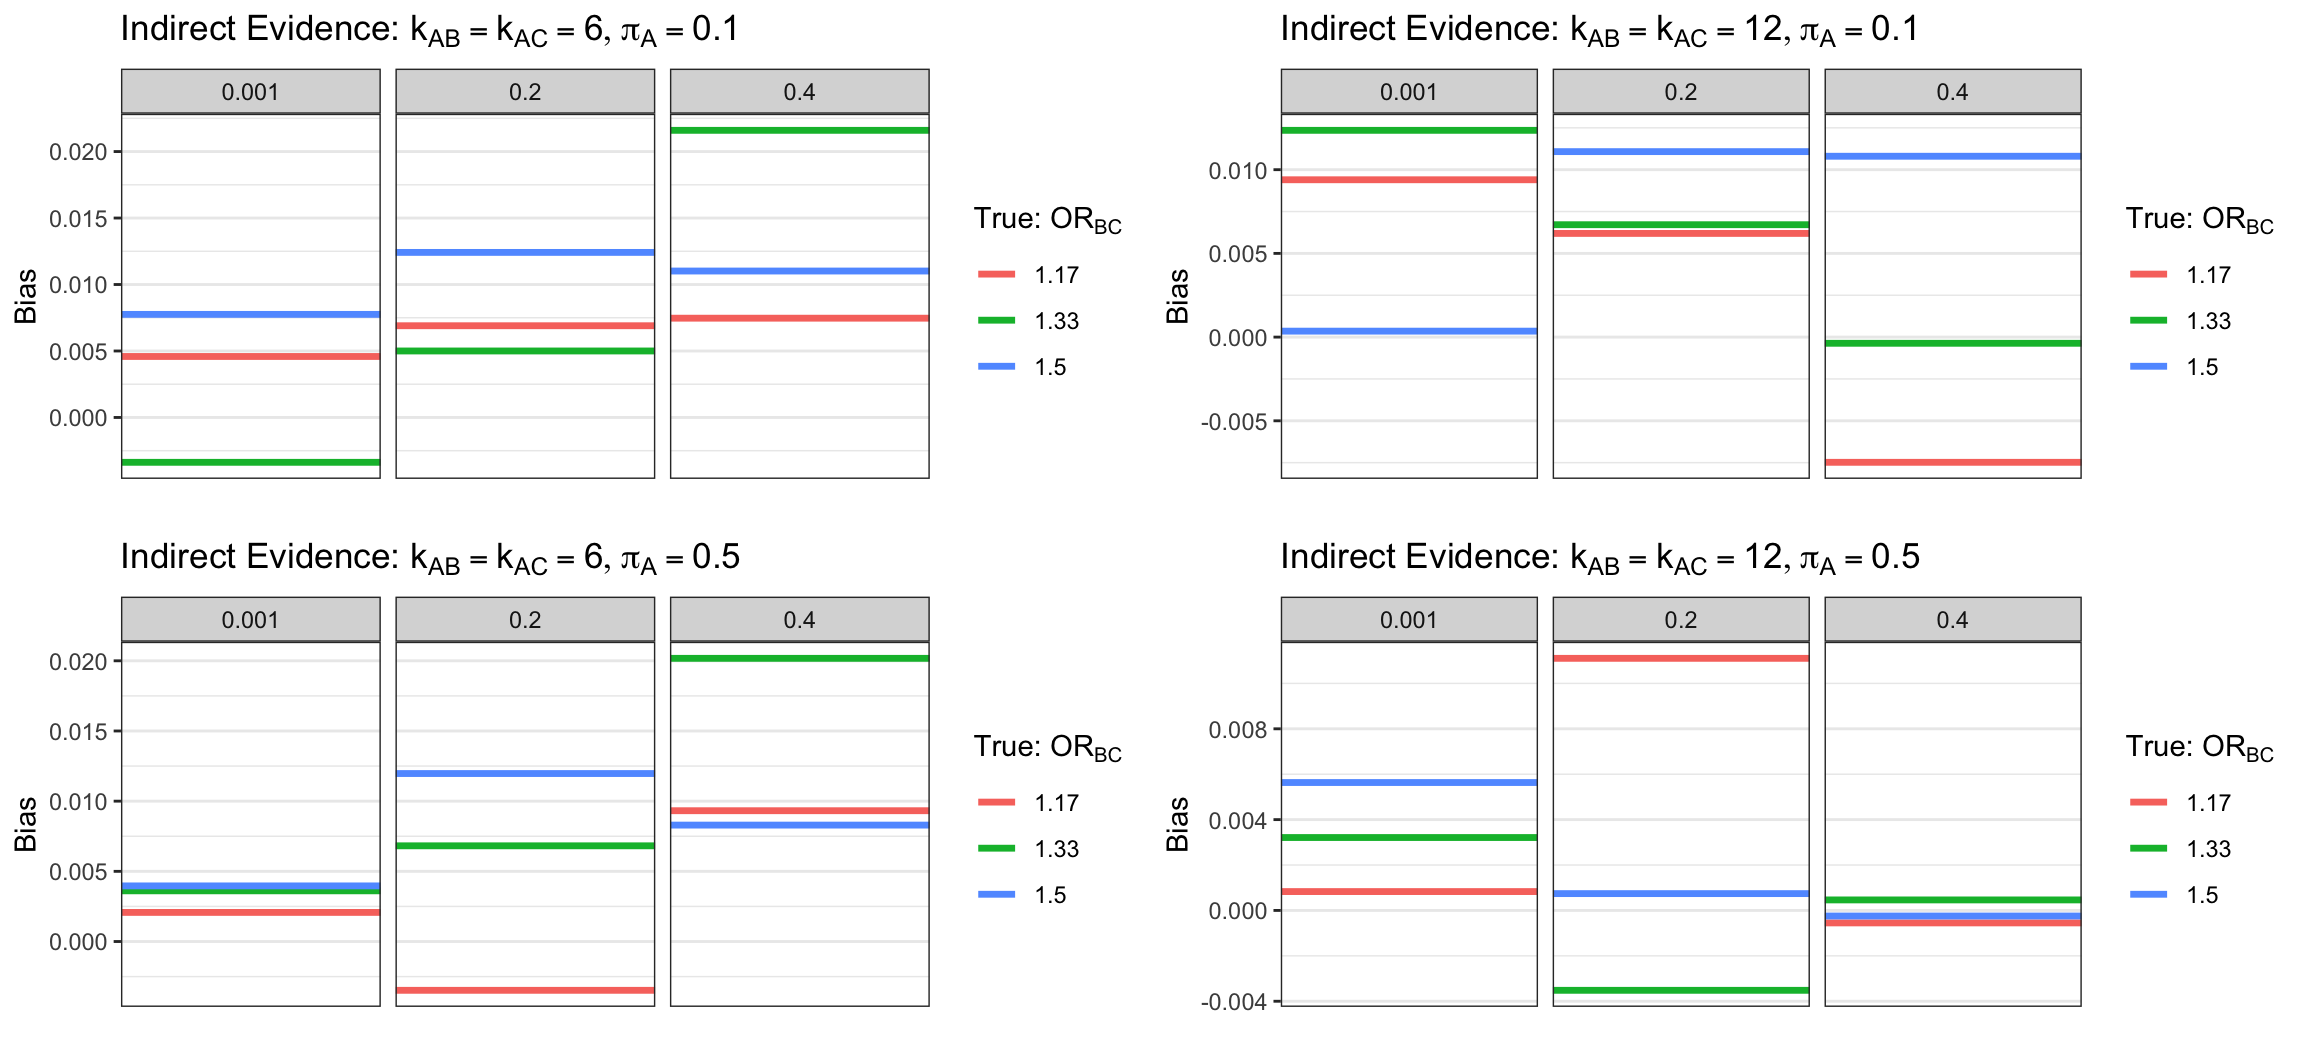 Indirect Evidence: kAB = kAC = 6, πA = 0.1
0.001 0.2 0.4
Bias
0.020
0.015
0.010
0.005
0.000
True: ORBC
1.17
1.33
1.5
Indirect Evidence: kAB = kAC = 12, πA = 0.1
0.001 0.2 0.4
Bias
0.010
0.005
0.000
-0.005
True: ORBC
1.17
1.33
1.5
Indirect Evidence: kAB = kAC = 6, πA = 0.5
0.001 0.2 0.4
Bias
0.020
0.015
0.010
0.005
0.000
True: ORBC
1.17
1.33
1.5
Indirect Evidence: kAB = kAC = 12, πA = 0.5
0.001 0.2 0.4
Bias
0.008
0.004
0.000
-0.004
True: ORBC
1.17
1.33
1.5